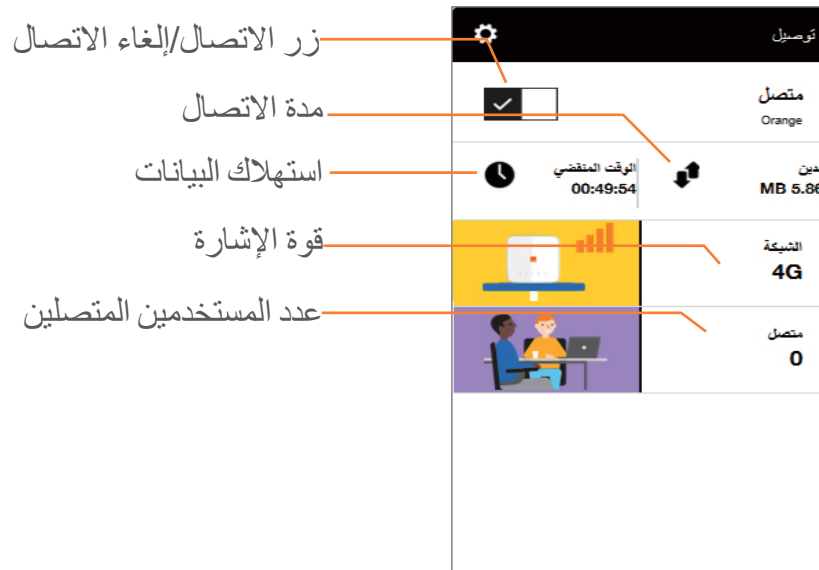 زر الاتصال/إلغاء الاتصال
مدة الاتصال
استهلاك البيانات
قوة الإشارة
عدد المستخدمين المتصلين
توصيل
متصل
Orange
الوقت المنقضي
00:49:54
MB 5.86
الشبكة
4G
متصل
0